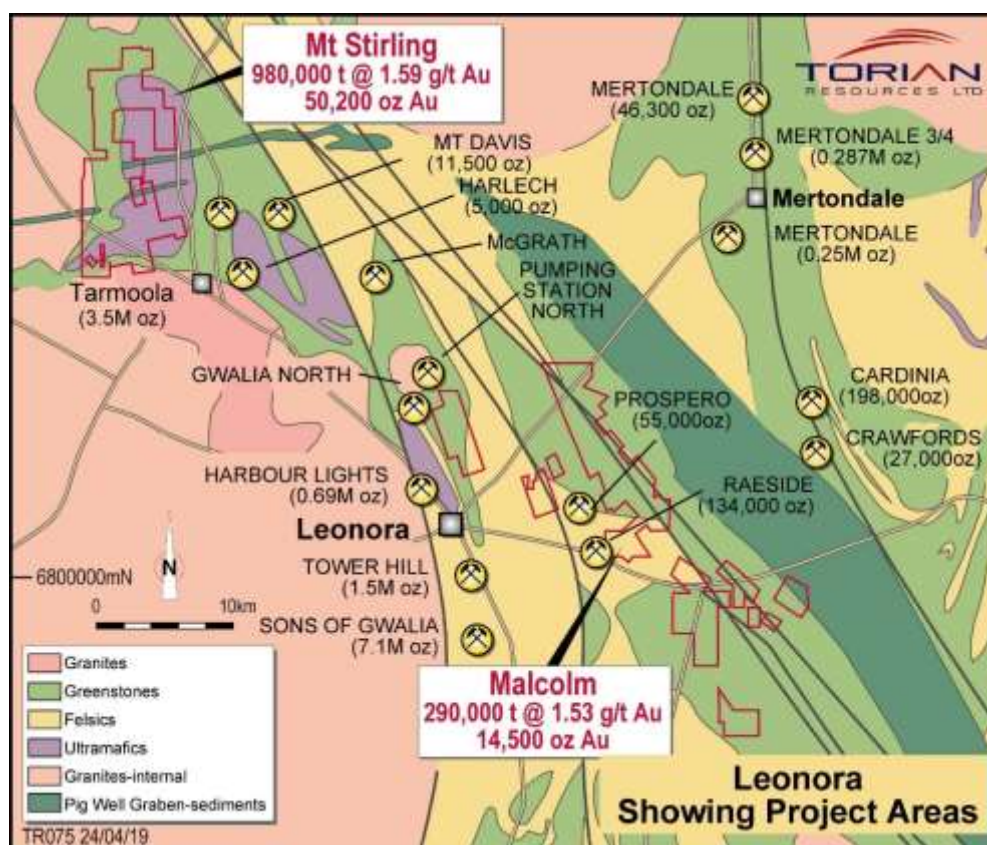 Mt Stirling
980,000 t @ 1.59 g/t Au
50,200 oz Au
TORIAN
RESOURCES LTD
MERTONDALE
(46,300 oz)
MT DAVIS
(11,500 oz)
MERTONDALE 3/4
(0.287M oz)
HARLECH
(5,000 oz)
Mertondale
MERTONDALE
(0.25M oz)
McGRATH
Tarmoola
(3.5M oz)
PUMPING
STATION
NORTH
GWALIA NORTH
PROSPERO
(55,000oz)
CARDINIA
(198,000oz)
CRAWFORDS
(27,000oz)
HARBOUR LIGHTS
(0.69M oz)
RAESIDE
(134,000 oz)
Leonora
6800000mN
N
TOWER HILL
(1.5M oz)
0 10km
SONS OF GWALIA
(7.1M oz)
Granites
Greenstones
Felsics
Ultramafics
Granites-internal
Pig Well Graben-sediments
Malcolm
290,000 t @ 1.53 g/t Au
14,500 oz Au
Leonora
Showing Project Areas
TR075 24/04/19